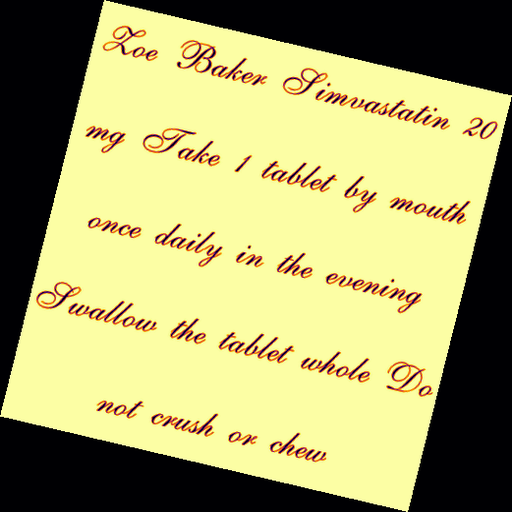 Zoe Baker Simvastatin 20
mg Take 1 tablet by mouth
once daily in the evening
Swallow the tablet whole Do
not crush or chew